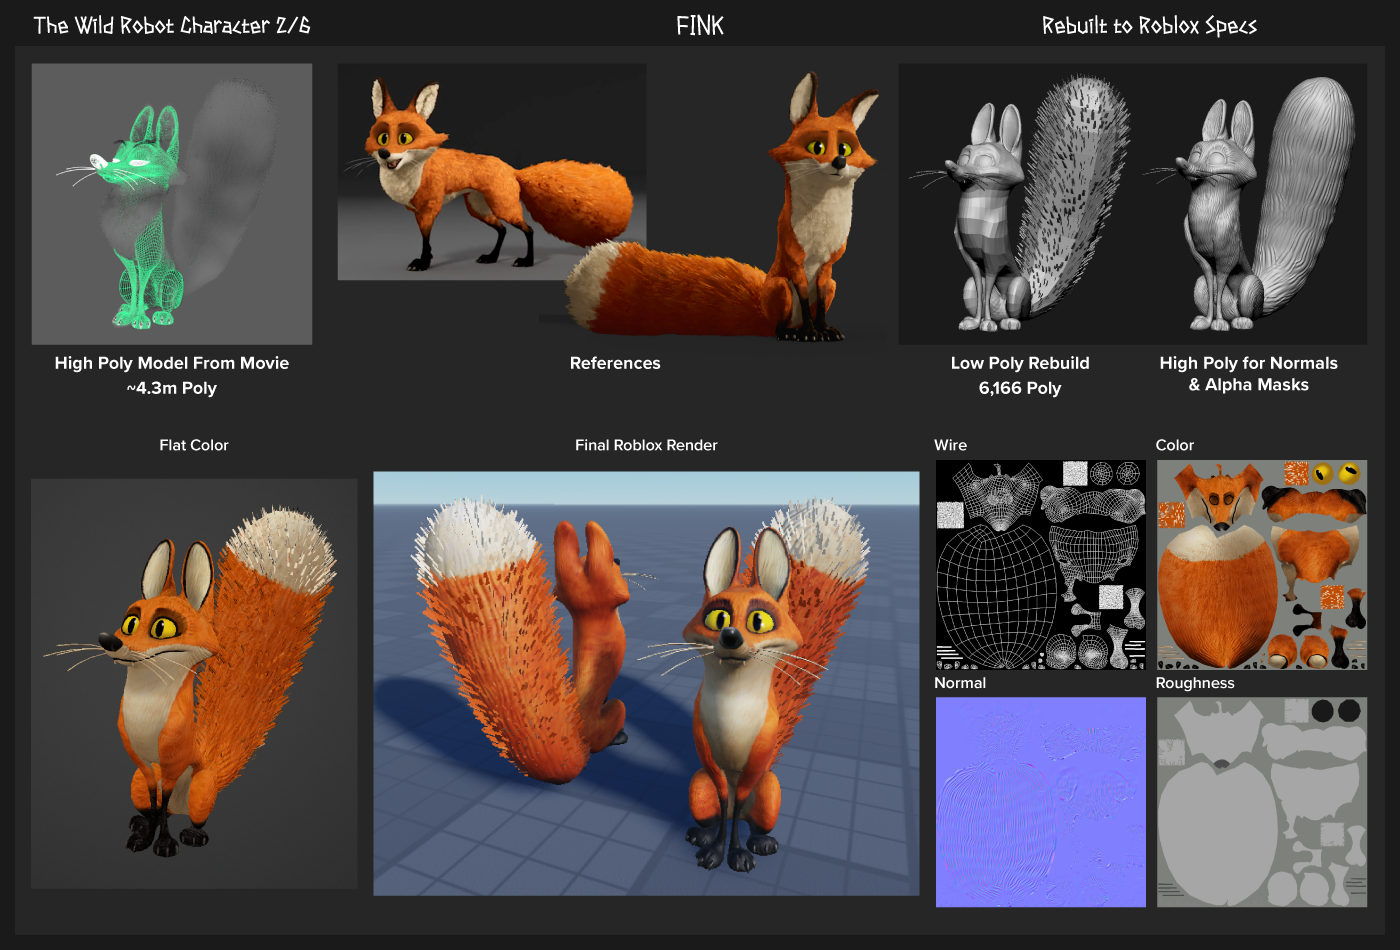 The Wild Robot Character 2/6
FINK
Rebuilt to Roblox Specs
High Poly Model From Movie
~4.3m Poly
References
Low Poly Rebuild
6,166 Poly
High Poly for Normals
& Alpha Masks
Flat Color
Final Roblox Render
Wire
Color
Normal
Roughness